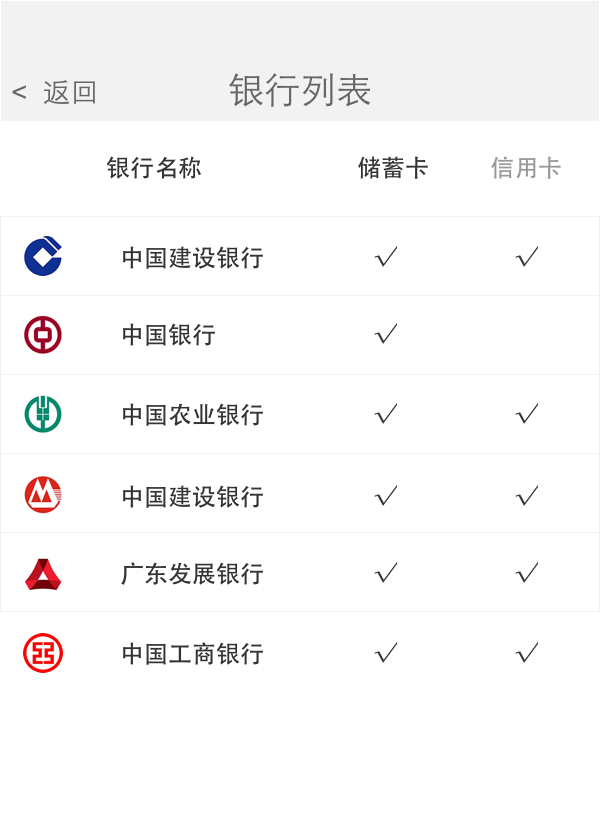 < 返回 银行列表
银行名称 储蓄卡 信用卡
中国建设银行 √ √
中国银行 √
中国农业银行 √ √
中国建设银行 √ √
广东发展银行 √ √
中国工商银行 √ √